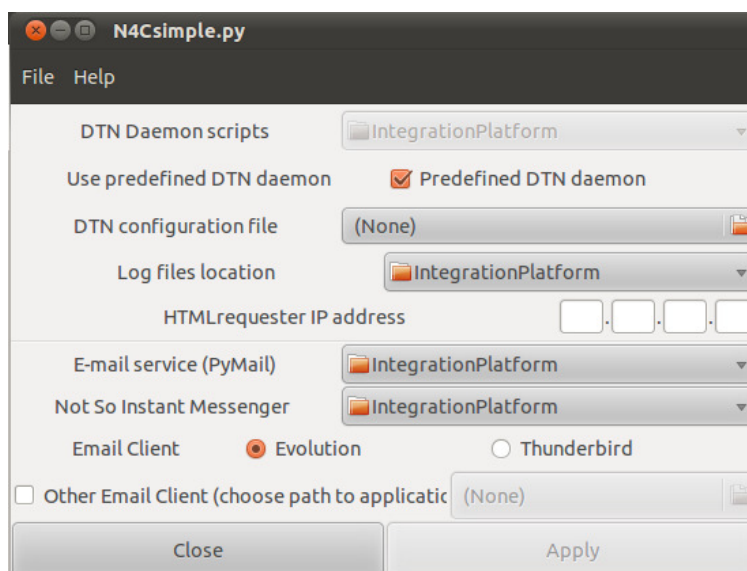 N4Csimple.py
File Help
DTN Daemon scripts IntegrationPlatform
Use predefined DTN daemon Predefined DTN daemon
DTN configuration file (None)
Log files location IntegrationPlatform
HTMLrequester IP address . . .
E-mail service (PyMail) IntegrationPlatform
Not So Instant Messenger IntegrationPlatform
Email Client Evolution Thunderbird
Other Email Client (choose path to applicatic (None)
Close Apply